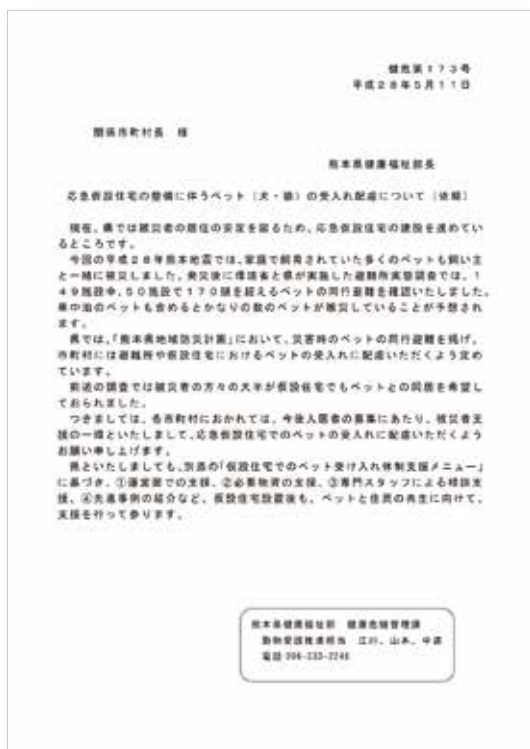 健危第173号
平成28年5月11日
関係市町村長 様
熊本県健康福祉部長
応急仮設住宅の整備に伴うペット(犬・猫)の受入れ配慮について(依頼)
現在、県では被災者の居住の安定を図るため、応急仮設住宅の建設を進めてい
るところです。
今回の平成28年熊本地震では、家庭で飼育されていた多くのペットも飼い主
と一緒に被災しました。発災後に環境省と県が実施した避難所実態調査では、1
49施設中、50施設で170頭を超えるペットの同行避難を確認いたしました。
車中泊のペットも含めるとかなりの数のペットが被災していることが予想され
ます。
県では、「熊本県地域防災計画」において、災害時のペットの同行避難を掲げ、
市町村には避難所や仮設住宅におけるペットの受入れに配慮いただくよう定め
ています。
前述の調査では被災者の方々の大半が仮設住宅でもペットとの同居を希望し
ておられました。
つきましては、各市町村におかれては、今後入居者の募集にあたり、被災者支
援の一環といたしまして、応急仮設住宅でのペットの受入れに配慮いただくよう
お願い申し上げます。
県といたしましても、別添の「仮設住宅でのペット受け入れ体制支援メニュー」
に基づき、①運営面での支援、②必要物資の支援、③専門スタッフによる相談支
援、④先進事例の紹介など、仮設住宅設置後も、ペットと住民の共生に向けて、
支援を行って参ります。
熊本県健康福祉部 健康危機管理課
動物愛護推進担当 江川、山本、中原
電話 096-333-2248